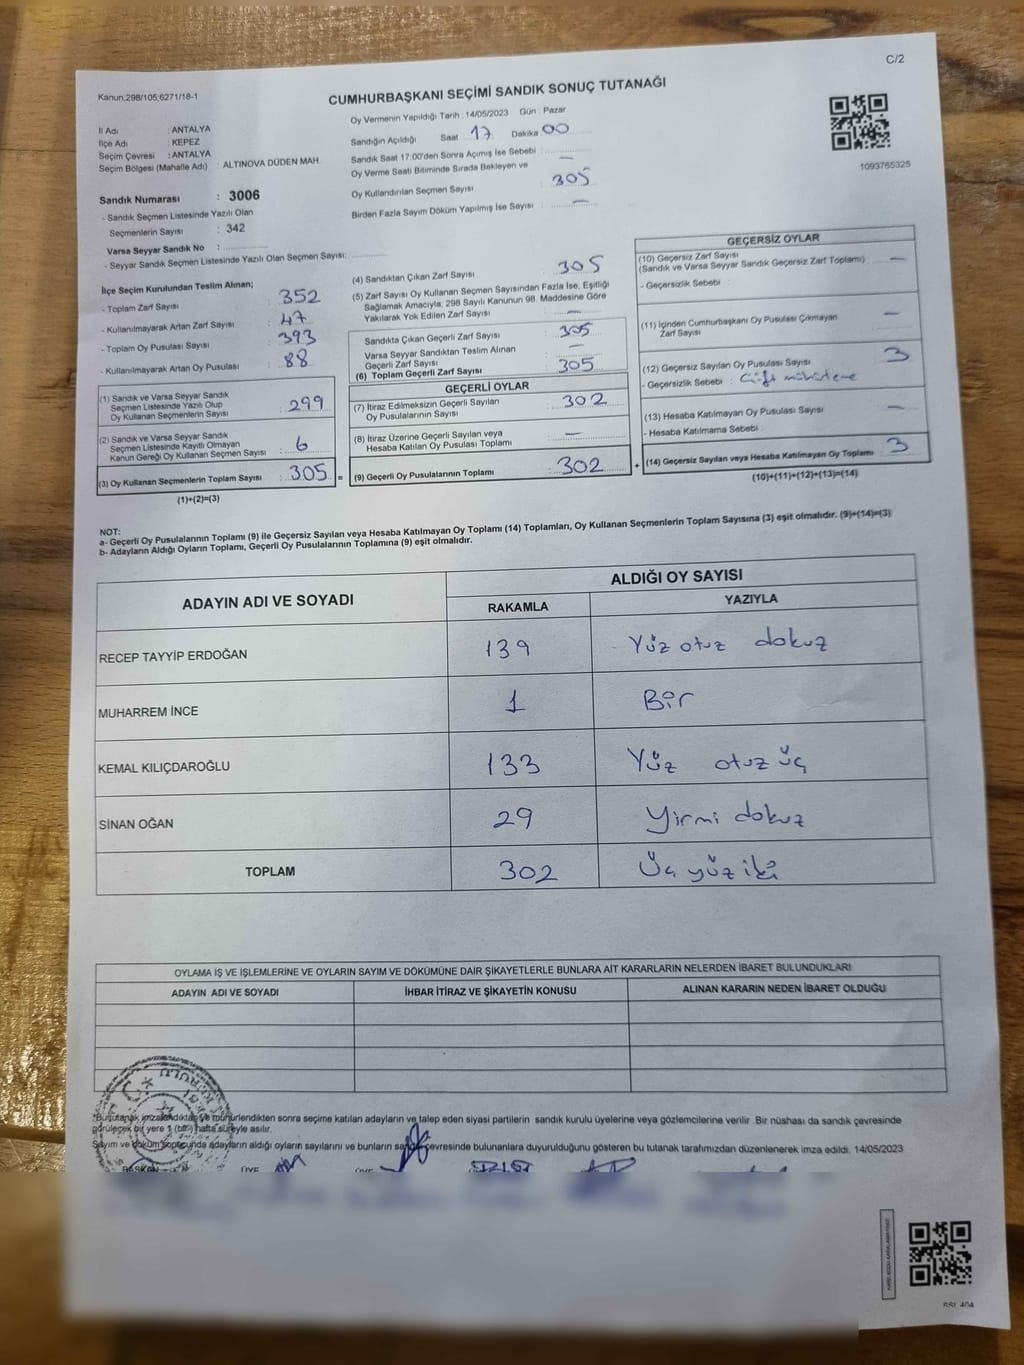 C/2
Kanun;298/105;6271/18-1
CUMHURBAŞKANI SEÇİMİ SANDIK SONUÇ TUTANAĞI
İl Adı : ANTALYA
İlçe Adı : KEPEZ
Seçim Çevresi : ANTALYA
Seçim Bölgesi (Mahalle Adı) : ALTINOVA DÜDEN MAH.
Sandık Numarası : 3006
- Sandık Seçmen Listesinde Yazılı Olan
Seçmenlerin Sayısı : 342
Varsa Seyyar Sandık No :
- Seyyar Sandık Seçmen Listesinde Yazılı Olan Seçmen Sayısı:
Oy Vermenin Yapıldığı Tarih :14/05/2023 Gün : Pazar
Sandığın Açıldığı Saat 17 Dakika 00
Sandık Saat 17.00'den Sonra Açımış İse Sebebi : —
Oy Verme Saati Bitiminde Sırada Bekleyen ve
Oy Kullandırılan Seçmen Sayısı : 305
Birden Fazla Sayım Döküm Yapılmış İse Sayısı : —
1093765325
İlçe Seçim Kurulundan Teslim Alınan;
- Toplam Zarf Sayısı : 352
- Kullanılmayarak Artan Zarf Sayısı : 47
- Toplam Oy Pusulası Sayısı : 393
- Kullanılmayarak Artan Oy Pusulası : 88
(1) Sandık ve Varsa Seyyar Sandık
Seçmen Listesinde Yazılı Olup
Oy Kullanan Seçmenlerin Sayısı : 299
(2) Sandık ve Varsa Seyyar Sandık
Seçmen Listesinde Kayıtlı Olmayan
Kanun Gereği Oy Kullanan Seçmen Sayısı : 6
(3) Oy Kullanan Seçmenlerin Toplam Sayısı : 305 =
(1)+(2)=(3)
(4) Sandıktan Çıkan Zarf Sayısı : 305
(5) Zarf Sayısı Oy Kullanan Seçmen Sayısından Fazla İse, Eşitliği
Sağlamak Amacıyla, 298 Sayılı Kanunun 98. Maddesine Göre
Yakılarak Yok Edilen Zarf Sayısı : —
Sandıkta Çıkan Geçerli Zarf Sayısı : 305
Varsa Seyyar Sandıktan Teslim Alınan
Geçerli Zarf Sayısı : —
(6) Toplam Geçerli Zarf Sayısı : 305
GEÇERLİ OYLAR
(7) İtiraz Edilmeksizin Geçerli Sayılan
Oy Pusulalarının Sayısı : 302
(8) İtiraz Üzerine Geçerli Sayılan veya
Hesaba Katılan Oy Pusulası Toplamı : —
(9) Geçerli Oy Pusulalarının Toplamı : 302 +
GEÇERSİZ OYLAR
(10) Geçersiz Zarf Sayısı
(Sandık ve Varsa Seyyar Sandık Geçersiz Zarf Toplamı) : —
- Geçersizlik Sebebi :
(11) İçinden Cumhurbaşkanı Oy Pusulası Çıkmayan
Zarf Sayısı : —
(12) Geçersiz Sayılan Oy Pusulası Sayısı : 3
- Geçersizlik Sebebi : Çift mühürleme
(13) Hesaba Katılmayan Oy Pusulası Sayısı : —
- Hesaba Katılmama Sebebi :
(14) Geçersiz Sayılan veya Hesaba Katılmayan Oy Toplamı : 3
(10)+(11)+(12)+(13)=(14)
NOT:
a- Geçerli Oy Pusulalarının Toplamı (9) ile Geçersiz Sayılan veya Hesaba Katılmayan Oy Toplamı (14) Toplamları, Oy Kullanan Seçmenlerin Toplam Sayısına (3) eşit olmalıdır. (9)+(14)=(3)
b- Adayların Aldığı Oyların Toplamı, Geçerli Oy Pusulalarının Toplamına (9) eşit olmalıdır.
ADAYIN ADI VE SOYADI ALDIĞI OY SAYISI
RAKAMLA YAZIYLA
RECEP TAYYİP ERDOĞAN 139 Yüz otuz dokuz
MUHARREM İNCE 1 Bir
KEMAL KILIÇDAROĞLU 133 Yüz otuz üç
SİNAN OĞAN 29 Yirmi dokuz
TOPLAM 302 Üç yüz iki
OYLAMA İŞ VE İŞLEMLERİNE VE OYLARIN SAYIM VE DÖKÜMÜNE DAİR ŞİKAYETLERLE BUNLARA AİT KARARLARIN NELERDEN İBARET BULUNDUKLARI
ADAYIN ADI VE SOYADI İHBAR İTİRAZ VE ŞİKAYETİN KONUSU ALINAN KARARIN NEDEN İBARET OLDUĞU
*Bu tutanak imzalandıktan ve mühürlendikten sonra seçime katılan adayların ve talep eden siyasi partilerin sandık kurulu üyelerine veya gözlemcilerine verilir. Bir nüshası da sandık çevresinde
görülecek bir yere 1 (bir) hafta süreyle asılır.
Sayım ve döküm sonucunda adayların aldığı oyların sayılarını ve bunların sandık çevresinde bulunanlara duyurulduğunu gösteren bu tutanak tarafımızdan düzenlenerek imza edildi. 14/05/2023
BAŞKAN ÜYE ÜYE